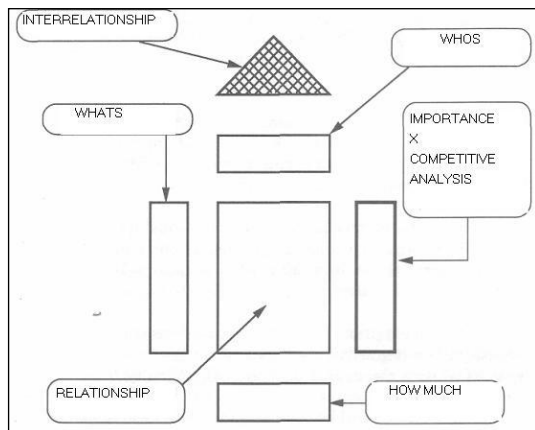 INTERRELATIONSHIP
WHOS
WHATS
IMPORTANCE
X
COMPETITIVE
ANALYSIS
RELATIONSHIP
HOW MUCH